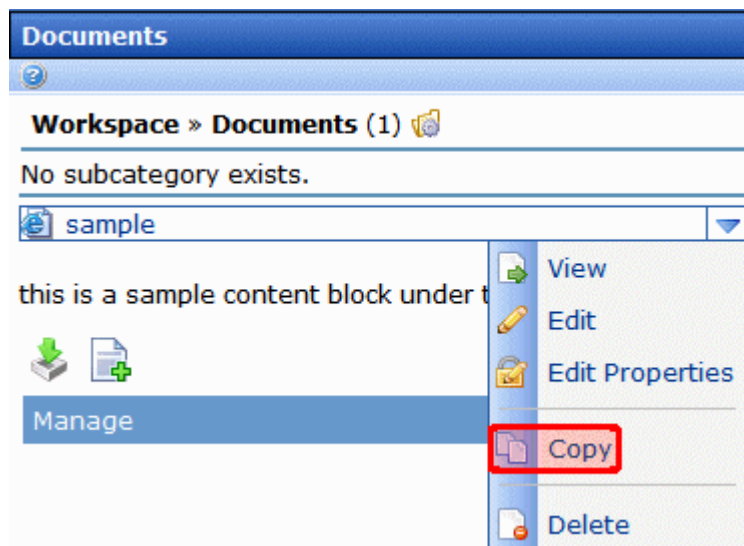 Documents
Workspace » Documents (1)
No subcategory exists.
sample
View
this is a sample content block under
Edit
Edit Properties
Manage
Copy
Delete